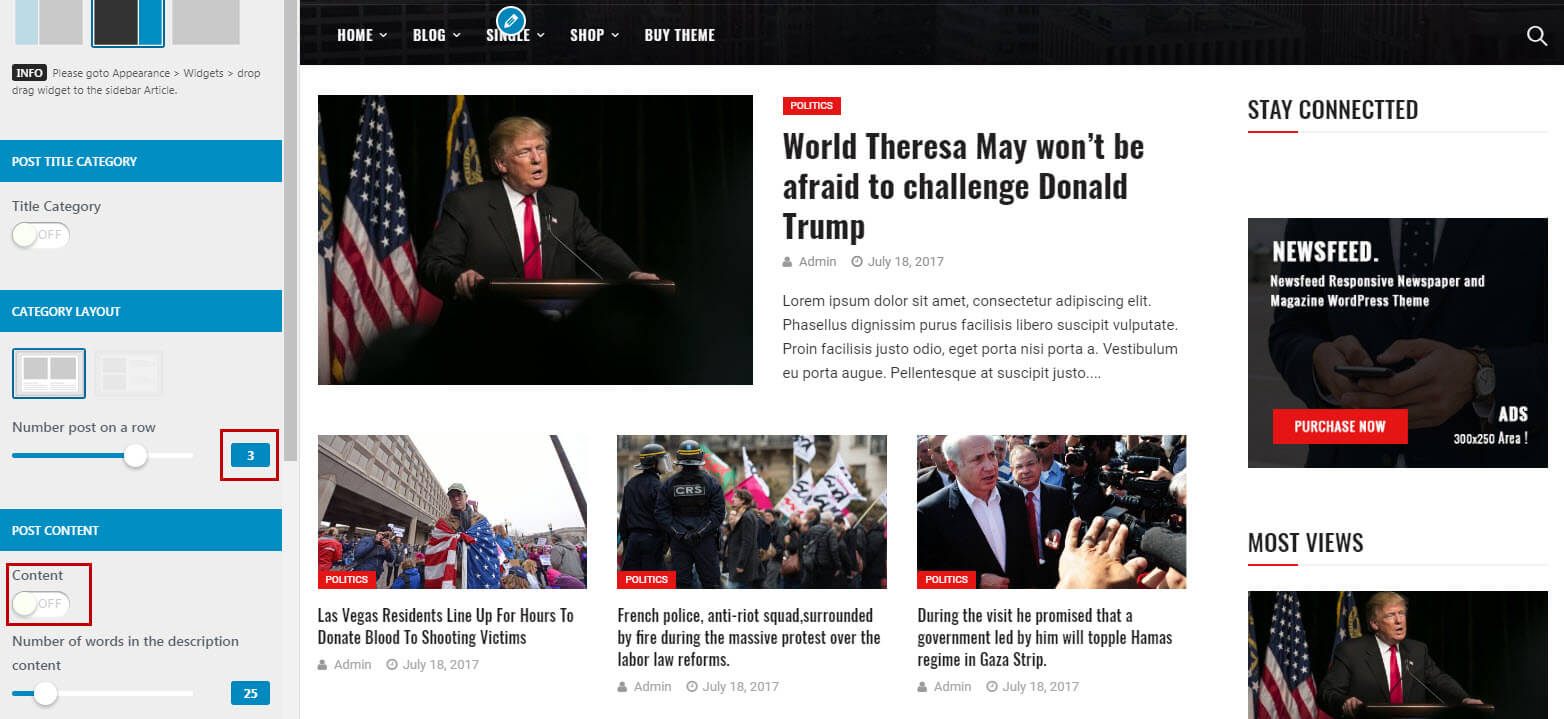 INFO Please goto Appearance > Widgets > drop
drag widget to the sidebar Article.
POST TITLE CATEGORY
Title Category
OFF
CATEGORY LAYOUT
Number post on a row
3
POST CONTENT
Content
OFF
Number of words in the description
content
25
HOME BLOG SINGLE SHOP BUY THEME
POLITICS
World Theresa May won’t be
afraid to challenge Donald
Trump
Admin July 18, 2017
Lorem ipsum dolor sit amet, consectetur adipiscing elit.
Phasellus dignissim purus facilisis libero suscipit vulputate.
Proin facilisis justo odio, eget porta nisi porta a. Vestibulum
eu porta augue. Pellentesque at suscipit justo....
CRS
POLITICS
Las Vegas Residents Line Up For Hours To
Donate Blood To Shooting Victims
Admin July 18, 2017
POLITICS
French police, anti-riot squad,surrounded
by fire during the massive protest over the
labor law reforms.
Admin July 18, 2017
POLITICS
During the visit he promised that a
government led by him will topple Hamas
regime in Gaza Strip.
Admin July 18, 2017
STAY CONNECTTED
NEWSFEED.
Newsfeed Responsive Newspaper and
Magazine WordPress Theme
PURCHASE NOW
ADS
300x250 Area !
MOST VIEWS